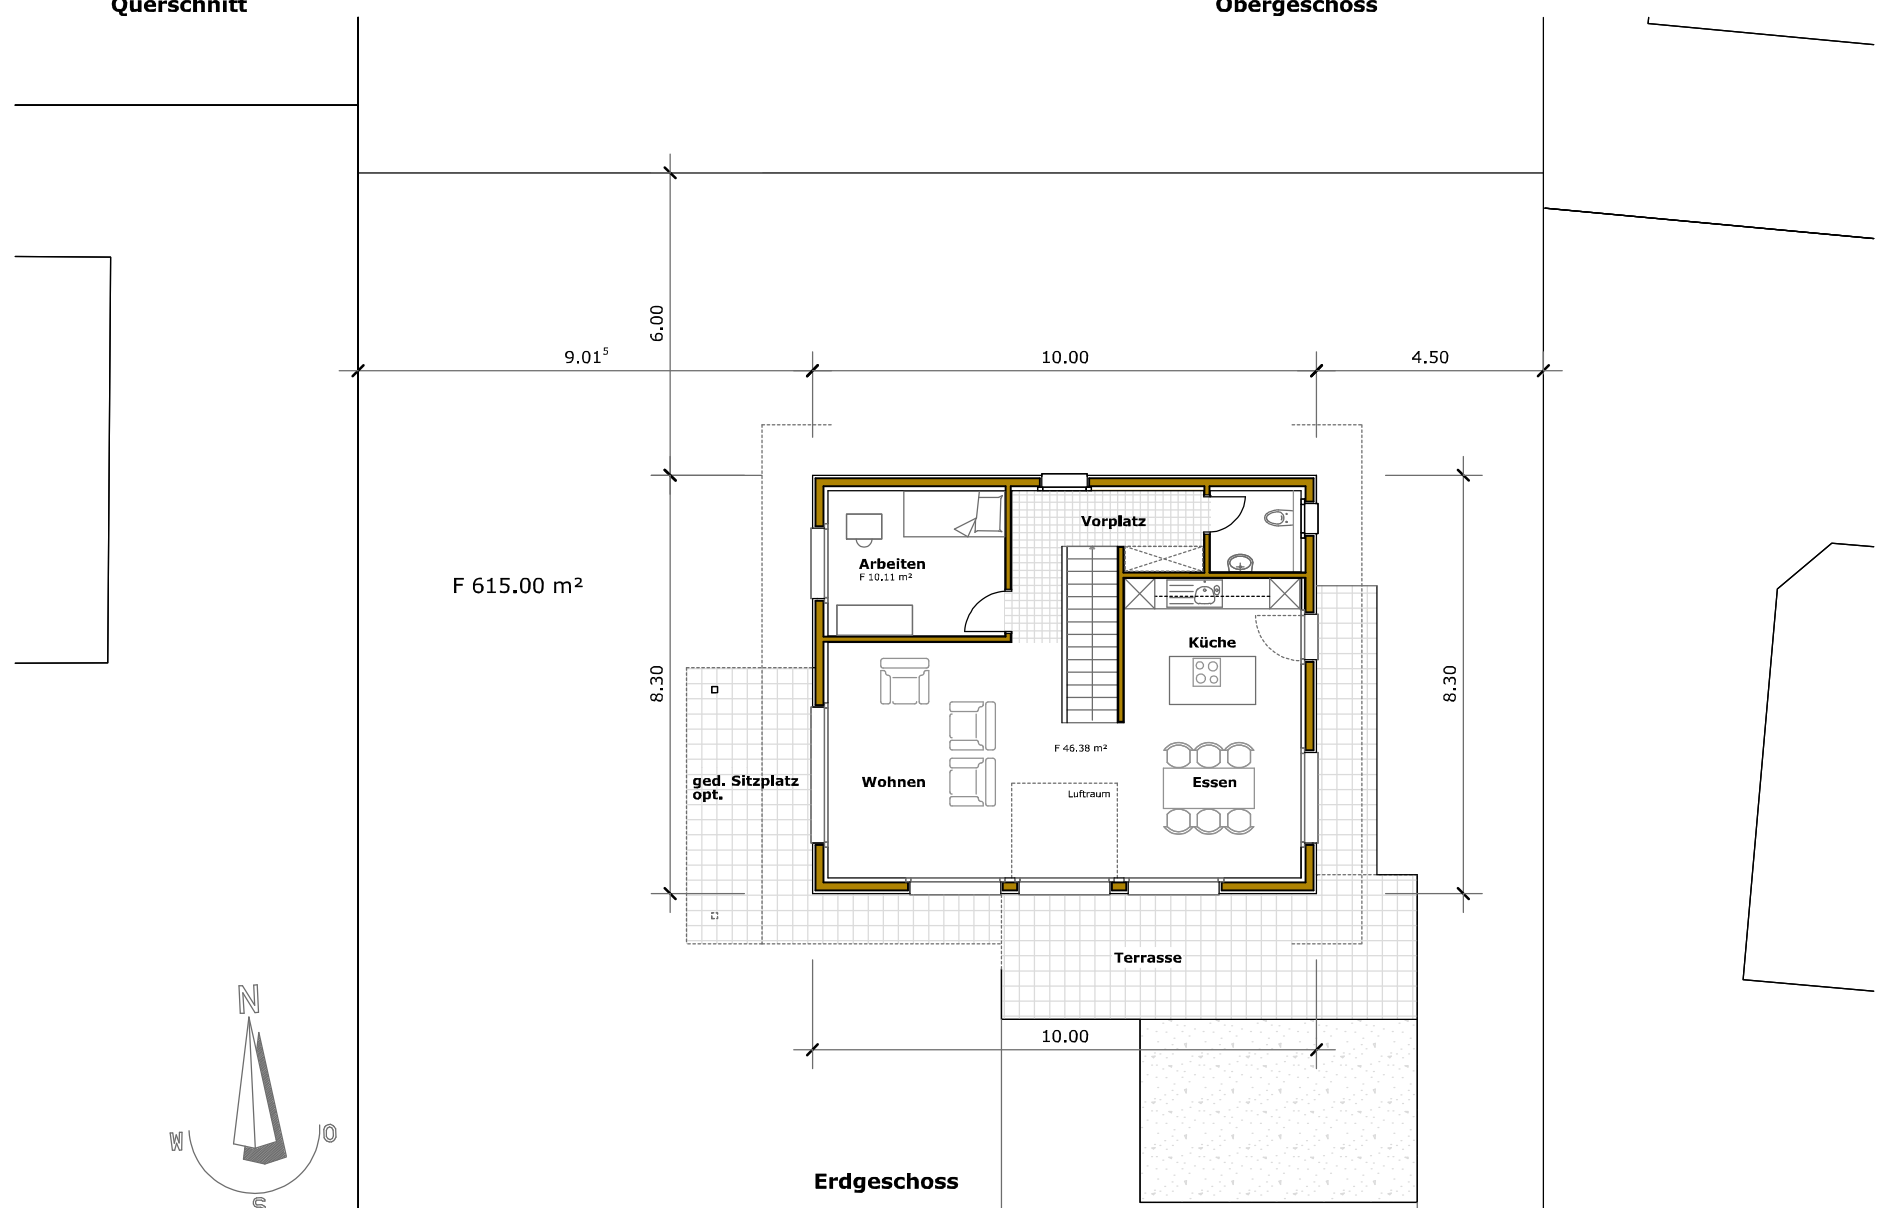 Querschnitt
Obergeschoss
6.00
9.01⁵
10.00
4.50
Vorplatz
Arbeiten
F 10.11 m²
F 615.00 m²
Küche
8.30
8.30
F 46.38 m²
ged. Sitzplatz
opt.
Wohnen
Essen
Luftraum
Terrasse
N
10.00
W
O
Erdgeschoss
S